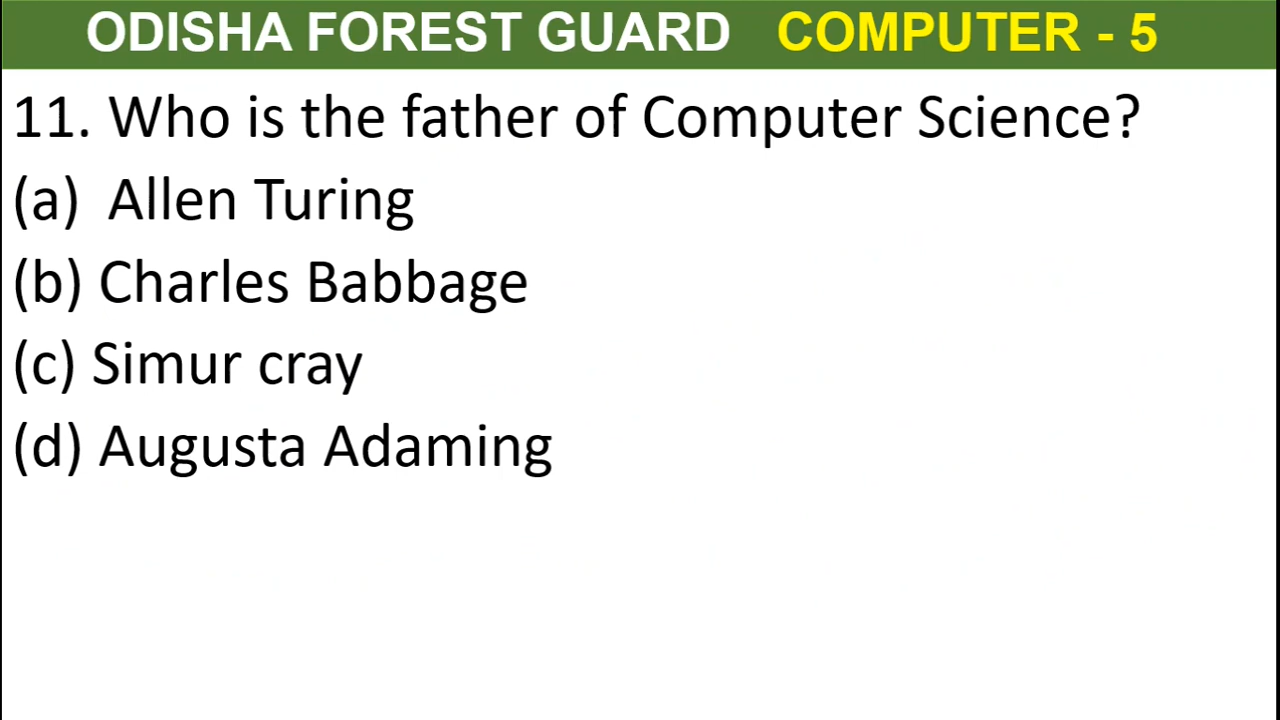 ODISHA FOREST GUARD COMPUTER - 5
11. Who is the father of Computer Science?
(a) Allen Turing
(b) Charles Babbage
(c) Simur cray
(d) Augusta Adaming